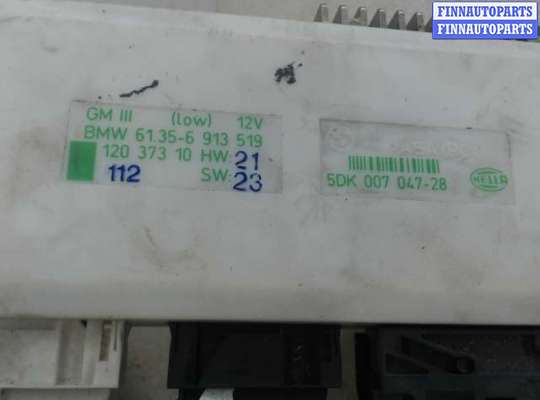 FINNAUTOPARTS
FINNAUTOPARTS
GM III (low) 12V
BMW 61.35-6 913 519
120 373 10 HW: 21
112 SW: 23
5DK 007 047-28
HELLA